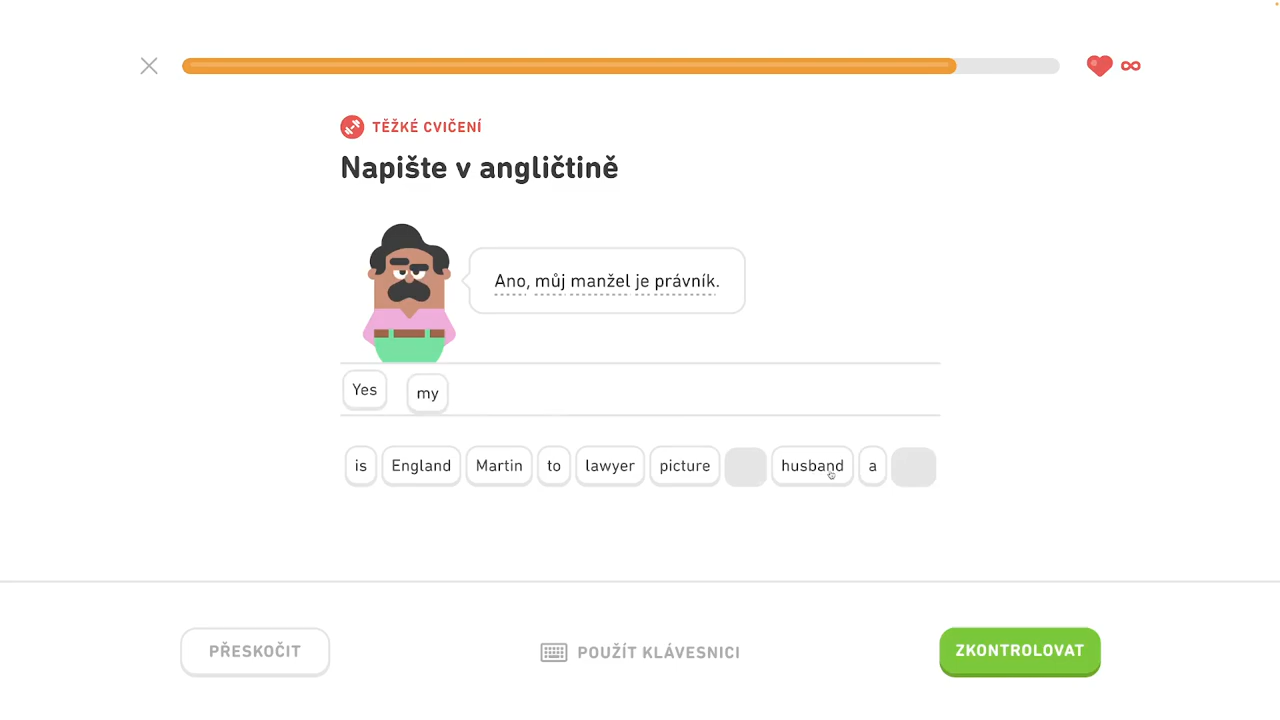 ∞
TĚŽKÉ CVIČENÍ
Napište v angličtině
Ano, můj manžel je právník.
Yes my
is England Martin to lawyer picture husband a
PŘESKOČIT POUŽÍT KLÁVESNICI ZKONTROLOVAT